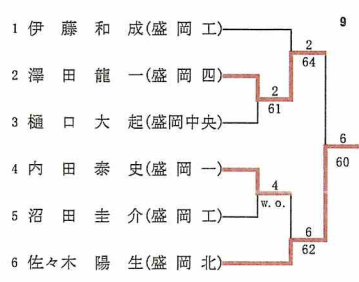 9
1 伊藤和成(盛岡工)
2
64
2 澤田龍一(盛岡四)
2
61
3 樋口大起(盛岡中央)
6
60
4 内田泰史(盛岡一)
4
w.o.
5 沼田圭介(盛岡工)
6
62
6 佐々木陽生(盛岡北)